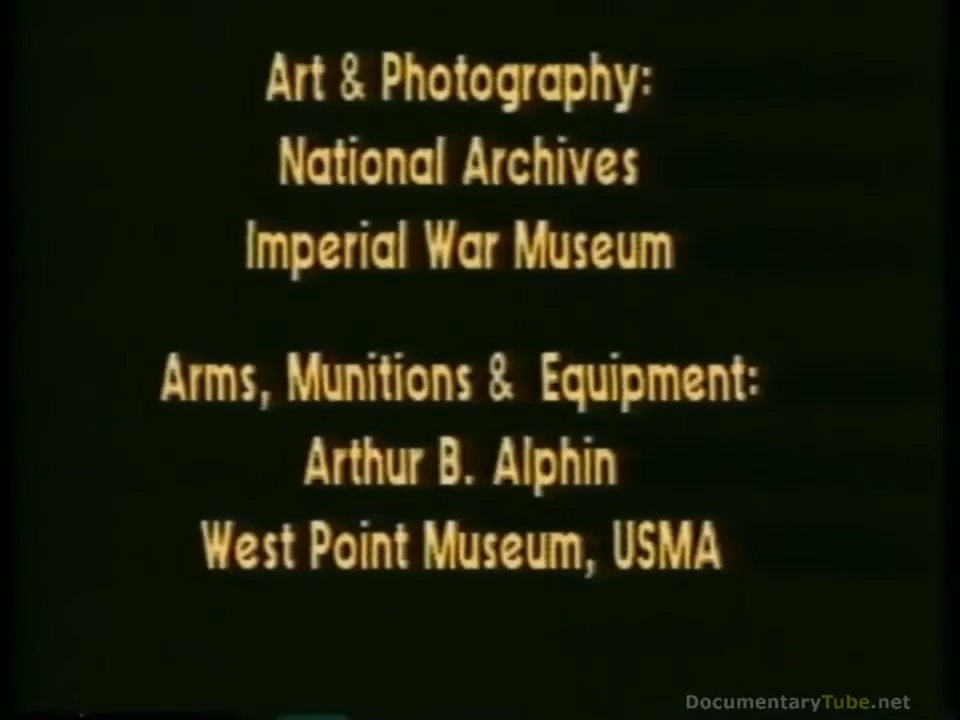 Art & Photography:
National Archives
Imperial War Museum
Arms, Munitions & Equipment:
Arthur B. Alphin
West Point Museum, USMA
DocumentaryTube.net